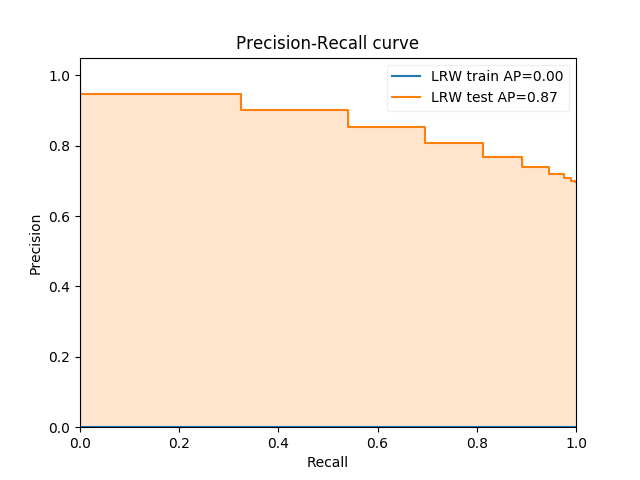 Precision-Recall curve
LRW train AP=0.00
LRW test AP=0.87
1.0
0.8
0.6
0.4
0.2
0.0
Precision
0.0 0.2 0.4 0.6 0.8 1.0
Recall